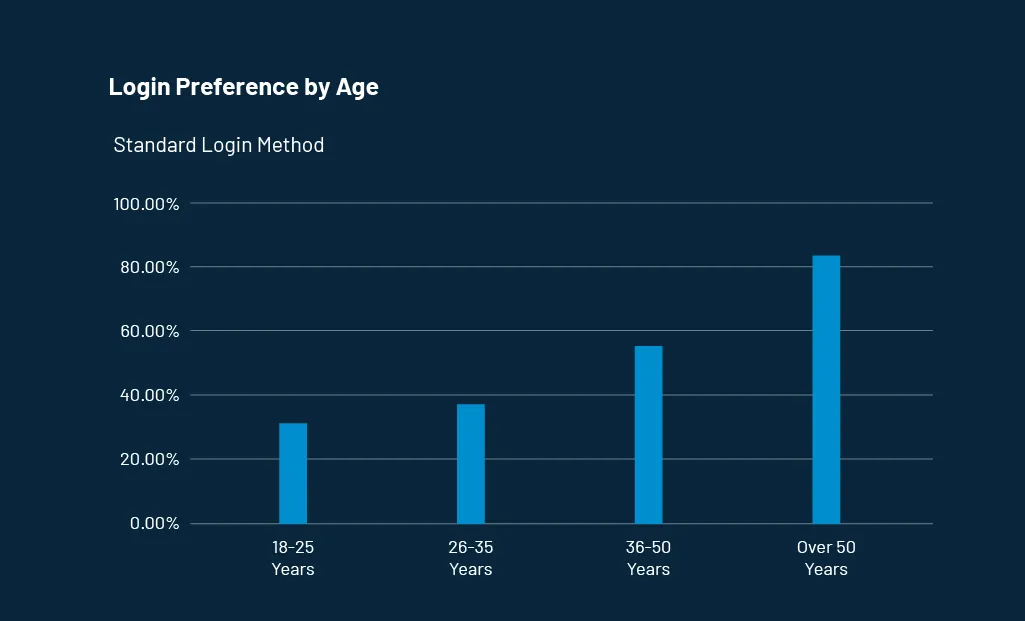 Login Preference by Age
Standard Login Method
100.00%
80.00%
60.00%
40.00%
20.00%
0.00%
18-25
Years
26-35
Years
36-50
Years
Over 50
Years